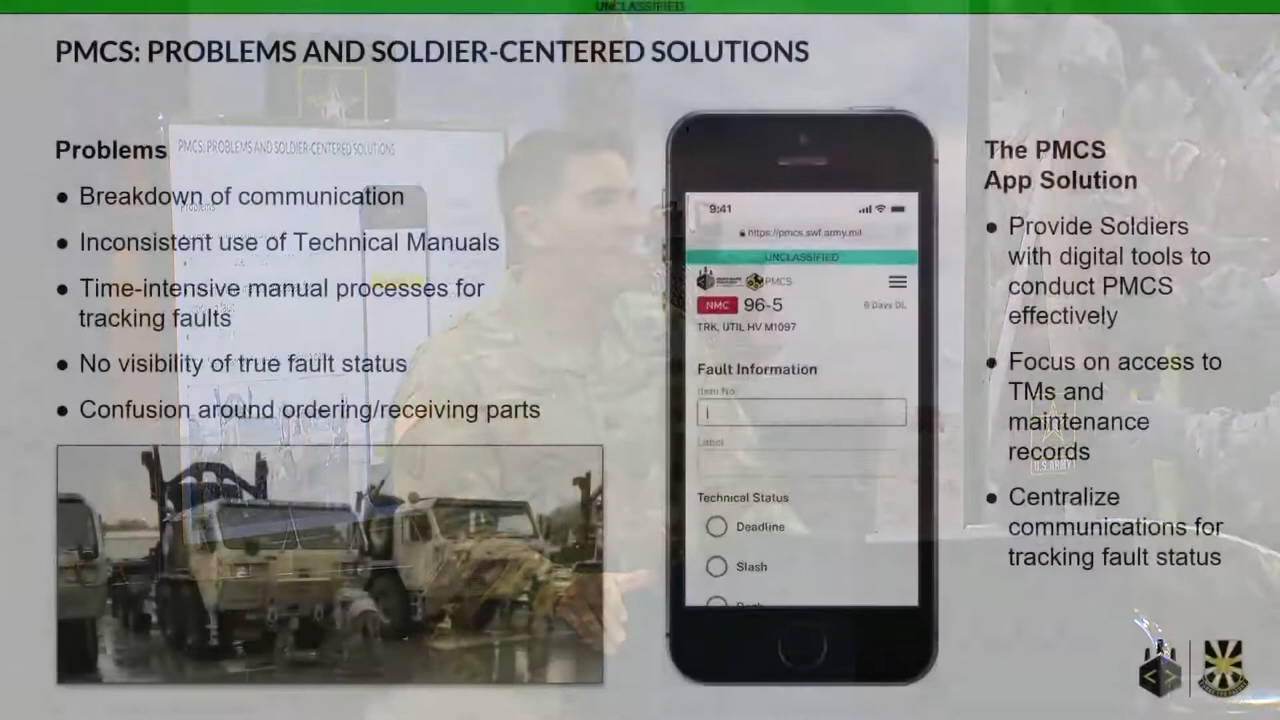 UNCLASSIFIED
PMCS: PROBLEMS AND SOLDIER-CENTERED SOLUTIONS
Problems
● Breakdown of communication
● Inconsistent use of Technical Manuals
● Time-intensive manual processes for
tracking faults
● No visibility of true fault status
● Confusion around ordering/receiving parts
PMCS: PROBLEMS AND SOLDIER-CENTERED SOLUTIONS
Problems
9:41
https://pmcs.swf.army.mil
UNCLASSIFIED
PMCS
NMC 96-5
6 Days DL
TRK, UTIL HV M1097
Fault Information
Item No
Label
Technical Status
Deadline
Slash
The PMCS
App Solution
● Provide Soldiers
with digital tools to
conduct PMCS
effectively
● Focus on access to
TMs and
maintenance
records
● Centralize
communications for
tracking fault status
U.S. ARMY